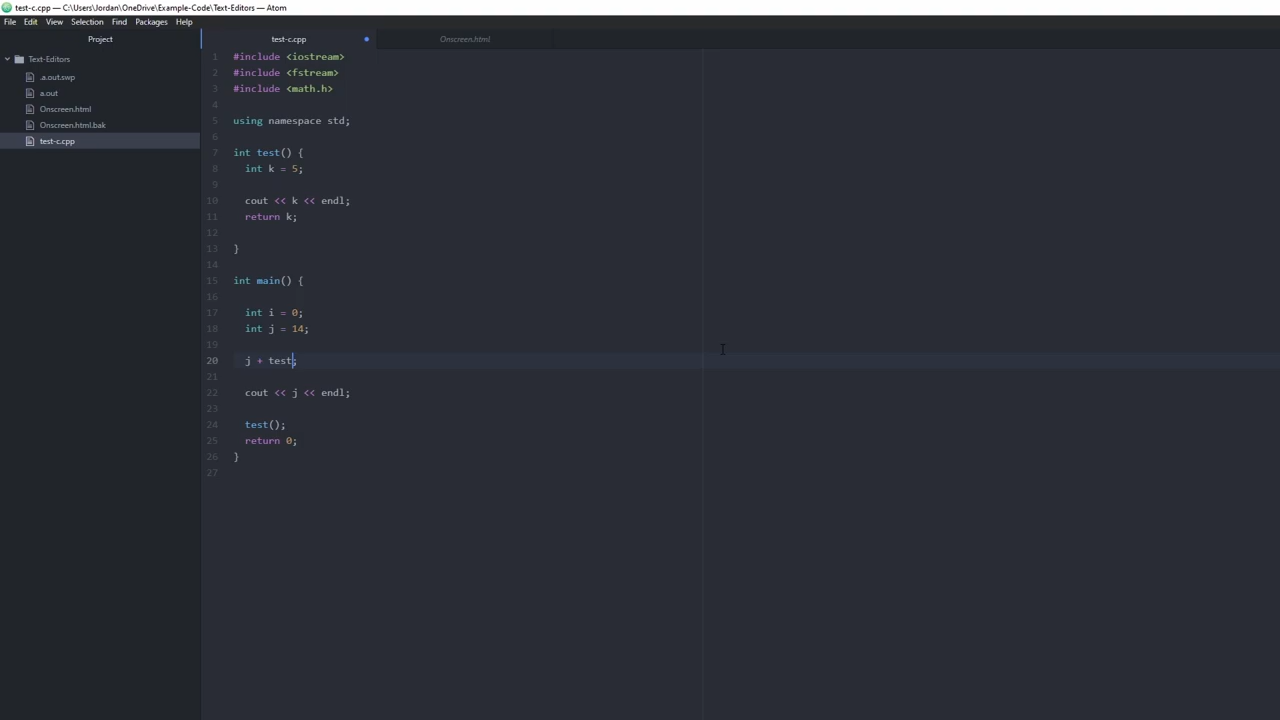 test-c.cpp — C:\Users\Jordan\OneDrive\Example-Code\Text-Editors — Atom
File Edit View Selection Find Packages Help
Project
Text-Editors
.a.out.swp
a.out
Onscreen.html
Onscreen.html.bak
test-c.cpp
test-c.cpp Onscreen.html
1 #include <iostream>
2 #include <fstream>
3 #include <math.h>
4
5 using namespace std;
6
7 int test() {
8 int k = 5;
9
10 cout << k << endl;
11 return k;
12
13 }
14
15 int main() {
16
17 int i = 0;
18 int j = 14;
19
20 j + test;
21
22 cout << j << endl;
23
24 test();
25 return 0;
26 }
27